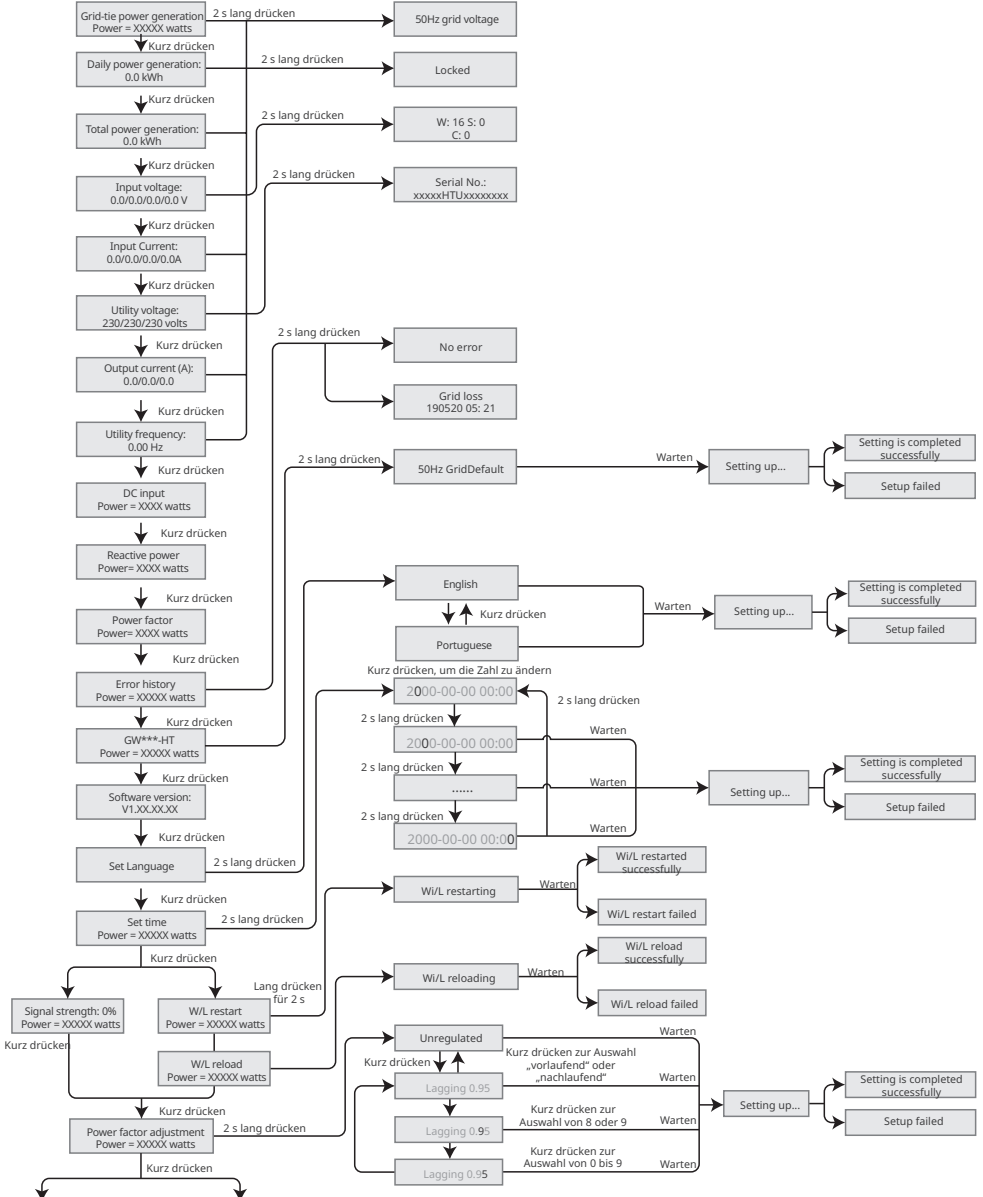 Grid-tie power generation
Power = XXXXX watts
2 s lang drücken
50Hz grid voltage
Kurz drücken
Daily power generation:
0.0 kWh
2 s lang drücken
Locked
Kurz drücken
Total power generation:
0.0 kWh
2 s lang drücken
W: 16 S: 0
C: 0
Kurz drücken
Input voltage:
0.0/0.0/0.0/0.0 V
2 s lang drücken
Serial No.:
xxxxxHTUxxxxxxxx
Kurz drücken
Input Current:
0.0/0.0/0.0/0.0A
Kurz drücken
Utility voltage:
230/230/230 volts
Kurz drücken
2 s lang drücken
No error
Output current (A):
0.0/0.0/0.0
Grid loss
190520 05: 21
Kurz drücken
Utility frequency:
0.00 Hz
Kurz drücken
2 s lang drücken
50Hz GridDefault
Warten
Setting up...
Setting is completed
successfully
Setup failed
DC input
Power = XXXX watts
Kurz drücken
Reactive power
Power= XXXX watts
Kurz drücken
English
Kurz drücken
Portuguese
Warten
Setting up...
Setting is completed
successfully
Setup failed
Power factor
Power= XXXX watts
Kurz drücken
Error history
Power = XXXXX watts
Kurz drücken, um die Zahl zu ändern
2000-00-00 00:00
2 s lang drücken
2 s lang drücken
Kurz drücken
GW***-HT
Power = XXXXX watts
2000-00-00 00:00
Warten
2 s lang drücken
Kurz drücken
......
Warten
Setting up...
Setting is completed
successfully
Setup failed
Software version:
V1.XX.XX.XX
2 s lang drücken
Kurz drücken
2000-00-00 00:00
Warten
Set Language
2 s lang drücken
Kurz drücken
Wi/L restarting
Warten
Wi/L restarted
successfully
Wi/L restart failed
Set time
Power = XXXXX watts
2 s lang drücken
Kurz drücken
Wi/L reloading
Warten
Wi/L reload
successfully
Wi/L reload failed
Lang drücken
für 2 s
Signal strength: 0%
Power = XXXXX watts
W/L restart
Power = XXXXX watts
Kurz drücken
W/L reload
Power = XXXXX watts
Unregulated
Warten
Kurz drücken
Kurz drücken zur Auswahl
„vorlaufend“ oder
„nachlaufend“
Lagging 0.95
Warten
Kurz drücken
Power factor adjustment
Power = XXXXX watts
2 s lang drücken
Lagging 0.95
Kurz drücken zur
Auswahl von 8 oder 9
Warten
Setting up...
Setting is completed
successfully
Setup failed
Kurz drücken
Lagging 0.95
Kurz drücken zur
Auswahl von 0 bis 9
Warten